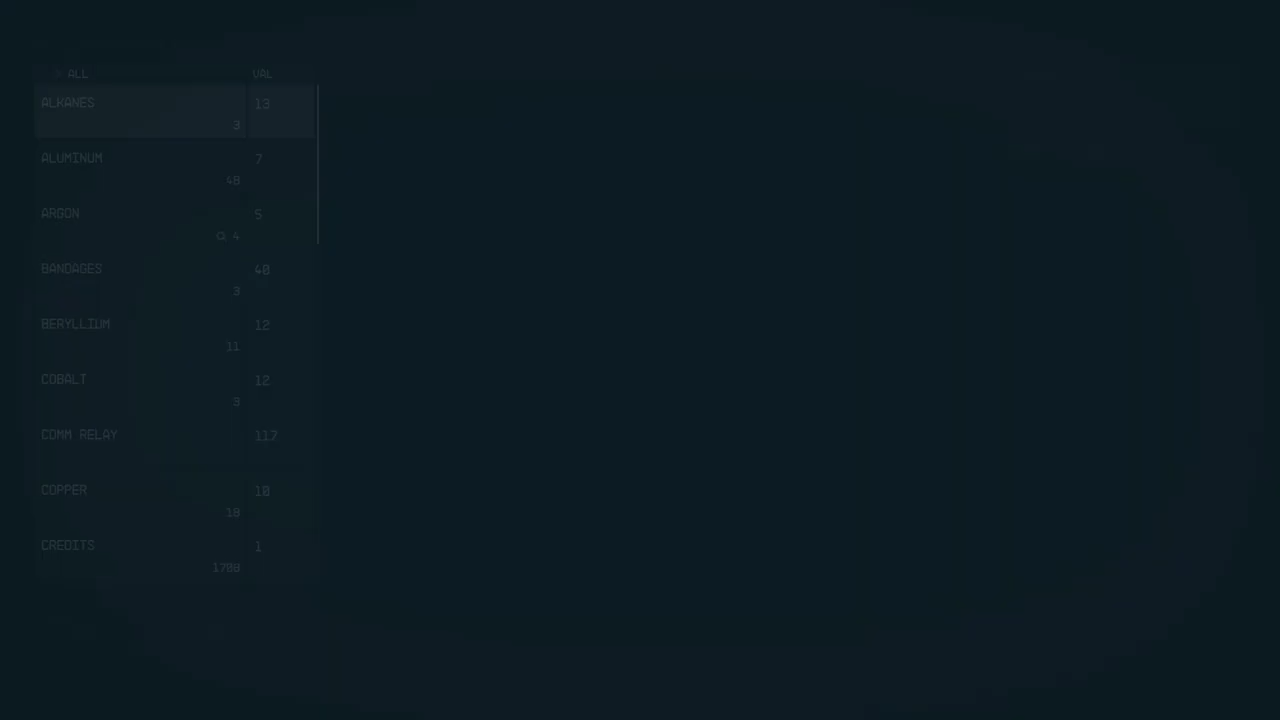 ALL VAL
ALKANES 13
3
ALUMINUM 7
48
ARGON 5
4
BANDAGES 40
3
BERYLLIUM 12
11
COBALT 12
3
COMM RELAY 117
COPPER 10
18
CREDITS 1
1708